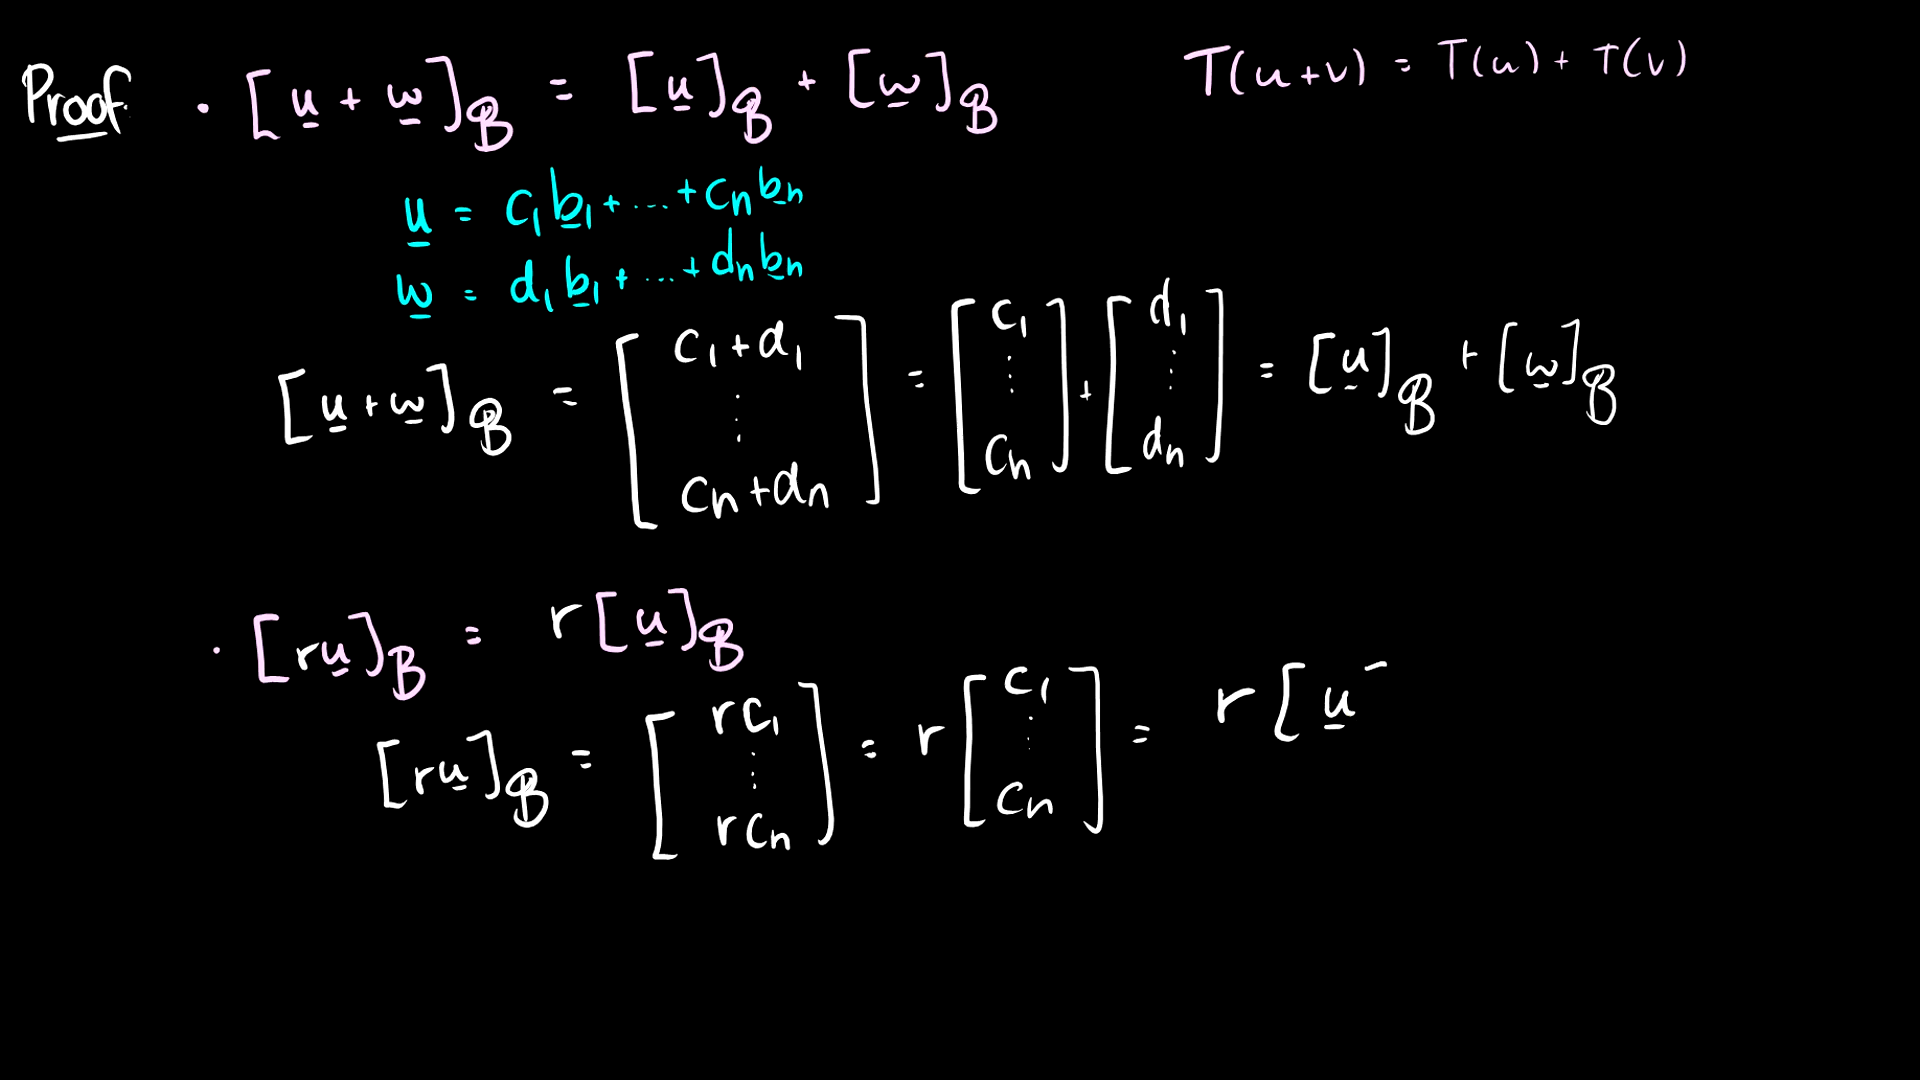 Proof. · [u + w]_B = [u]_B + [w]_B T(u+v) = T(u) + T(v)
u = c₁b₁ + ... + cₙbₙ
w = d₁b₁ + ... + dₙbₙ
[u+w]_B = [c₁+d₁ ⋮ cₙ+dₙ] = [c₁ ⋮ cₙ] + [d₁ ⋮ dₙ] = [u]_B + [w]_B
· [ru]_B = r[u]_B
[ru]_B = [rc₁ ⋮ rcₙ] = r[c₁ ⋮ cₙ] = r[u